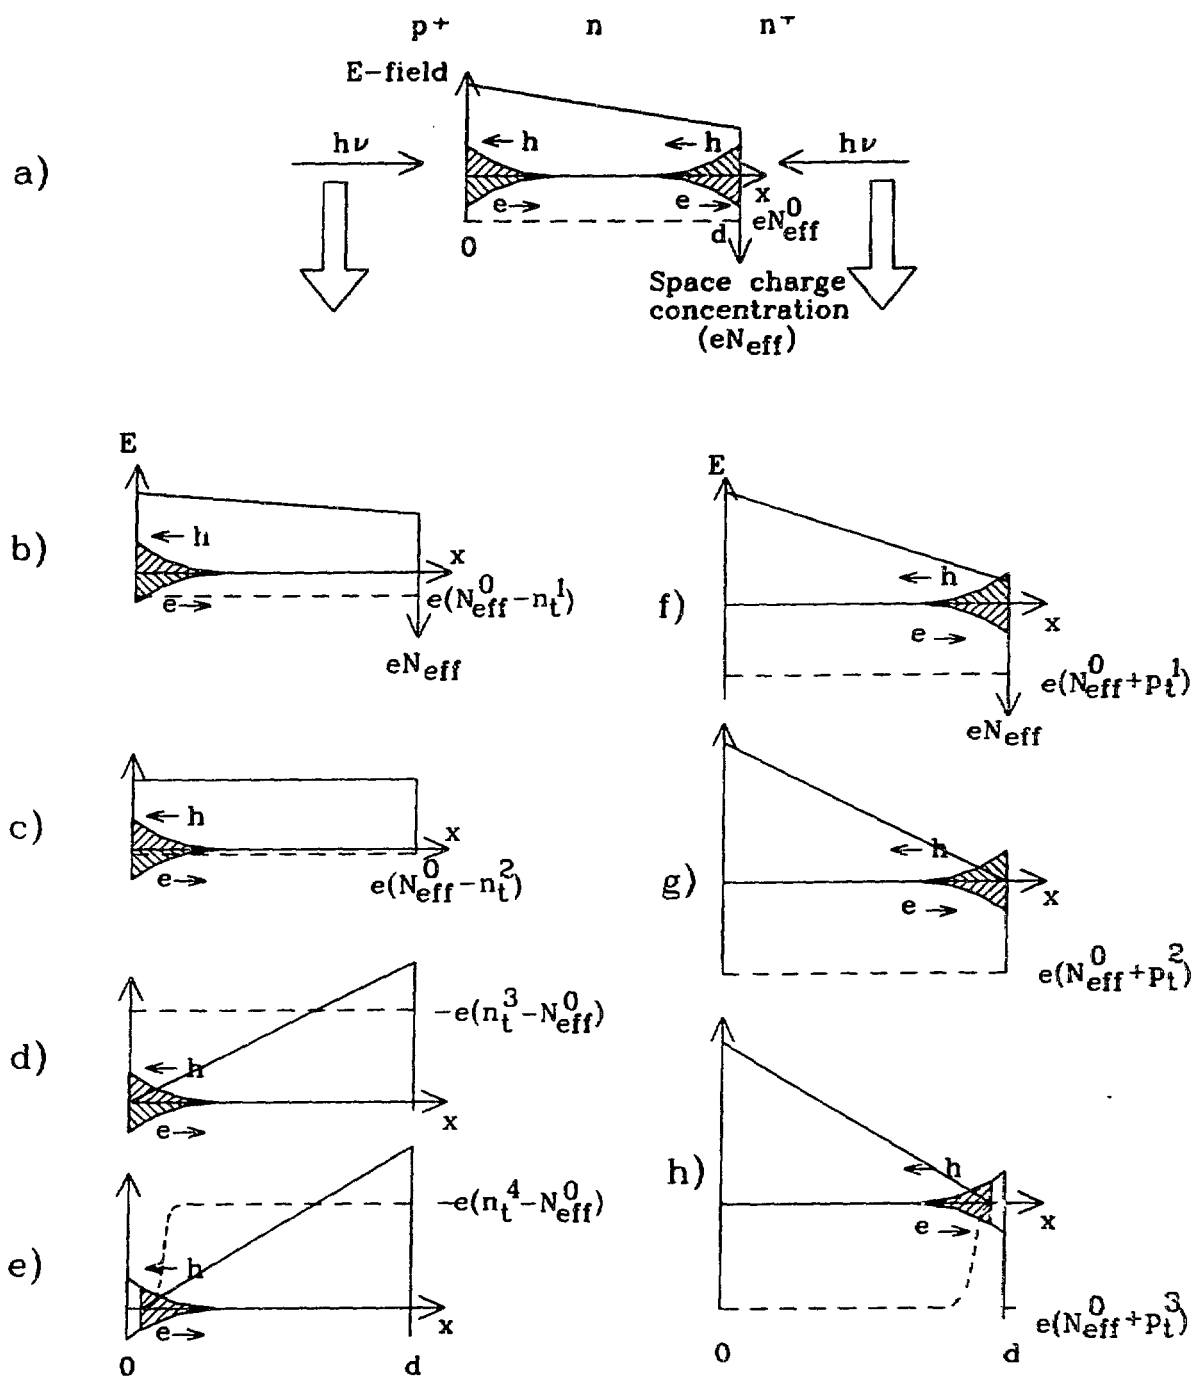 p⁺ n n⁺
E-field
a)
hν
← h
← h
hν
e →
e →
x
0
d
eN⁰eff
Space charge
concentration
(eNeff)
b)
E
← h
x
e →
e(N⁰eff−n¹t)
eNeff
f)
E
← h
e →
x
e(N⁰eff+p¹t)
eNeff
c)
← h
x
e →
e(N⁰eff−n²t)
g)
← h
e →
x
e(N⁰eff+p²t)
d)
−e(n³t−N⁰eff)
← h
e →
x
e)
−e(n⁴t−N⁰eff)
← h
e →
x
0
d
h)
← h
e →
x
e(N⁰eff+p³t)
0
d